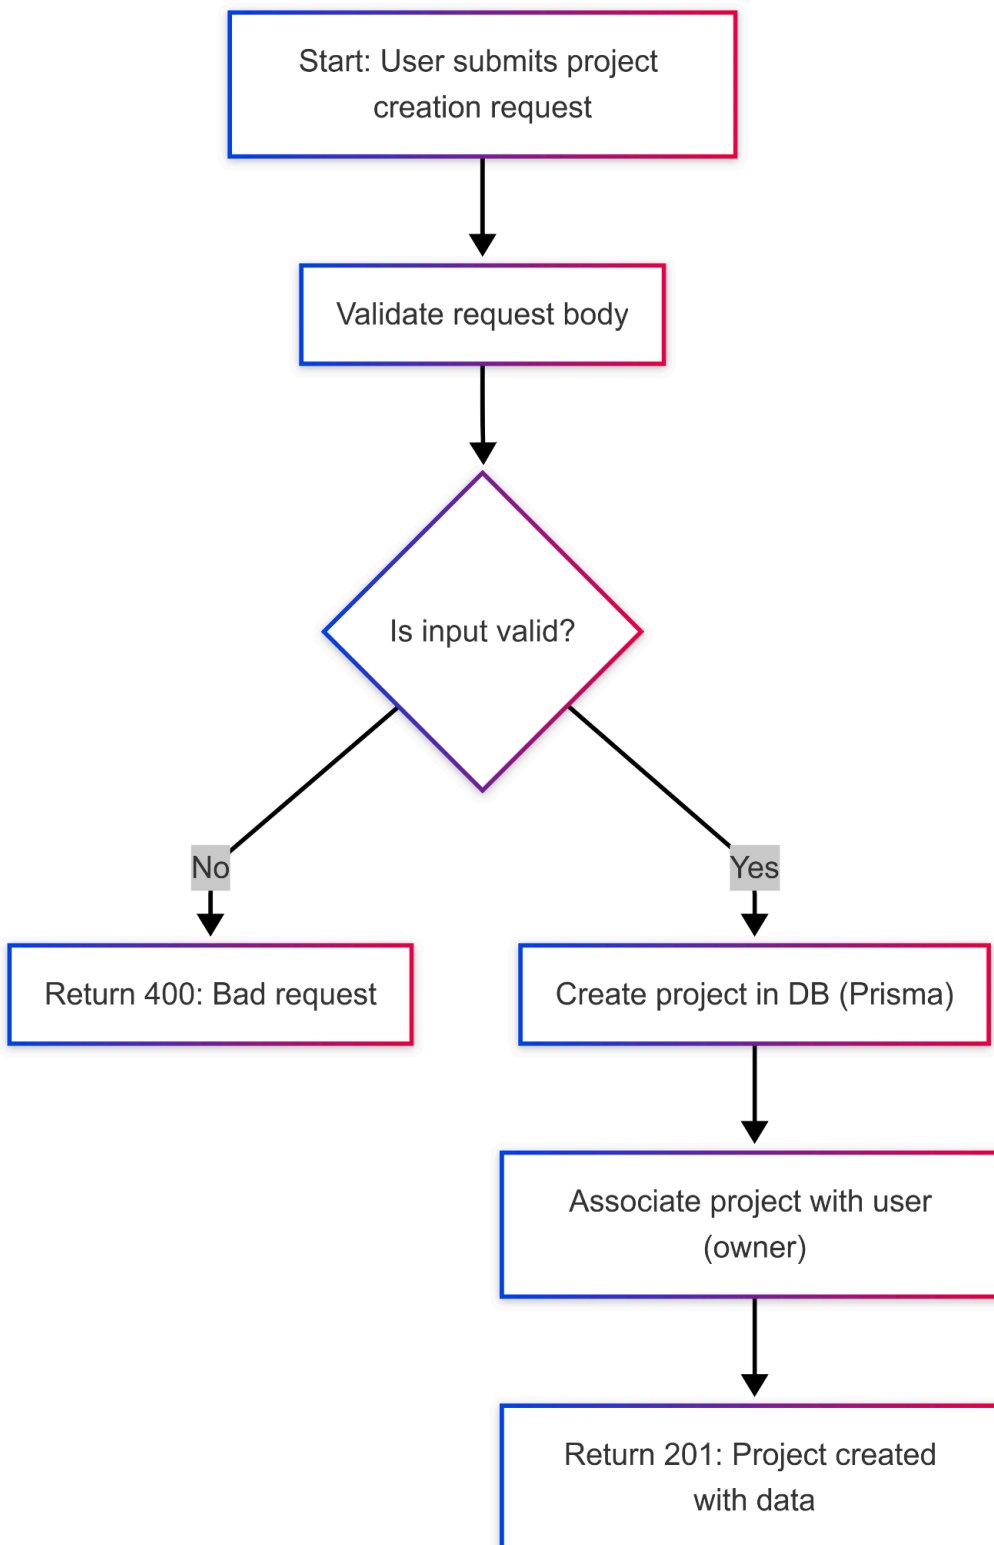 Start: User submits project
creation request
Validate request body
Is input valid?
No
Yes
Return 400: Bad request
Create project in DB (Prisma)
Associate project with user
(owner)
Return 201: Project created
with data